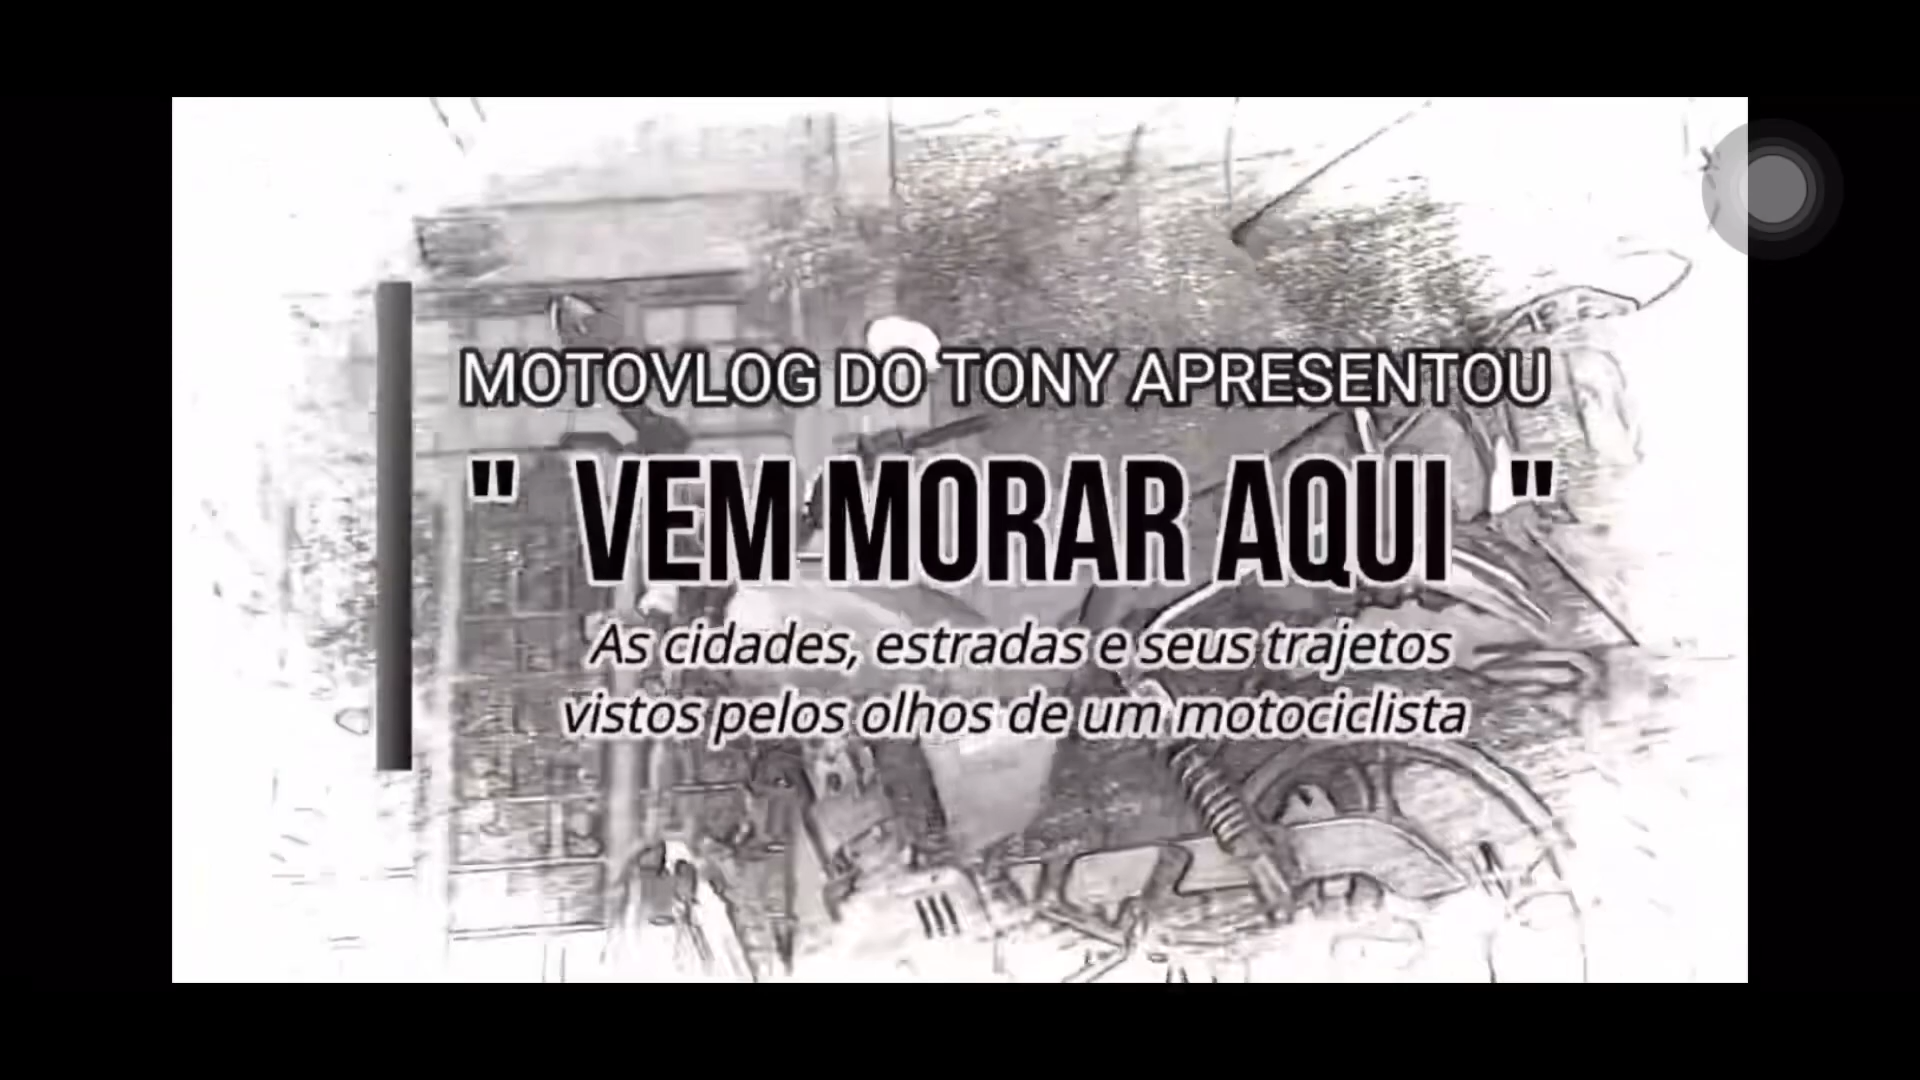 MOTOVLOG DO TONY APRESENTOU
" VEM MORAR AQUI "
As cidades, estradas e seus trajetos
vistos pelos olhos de um motociclista